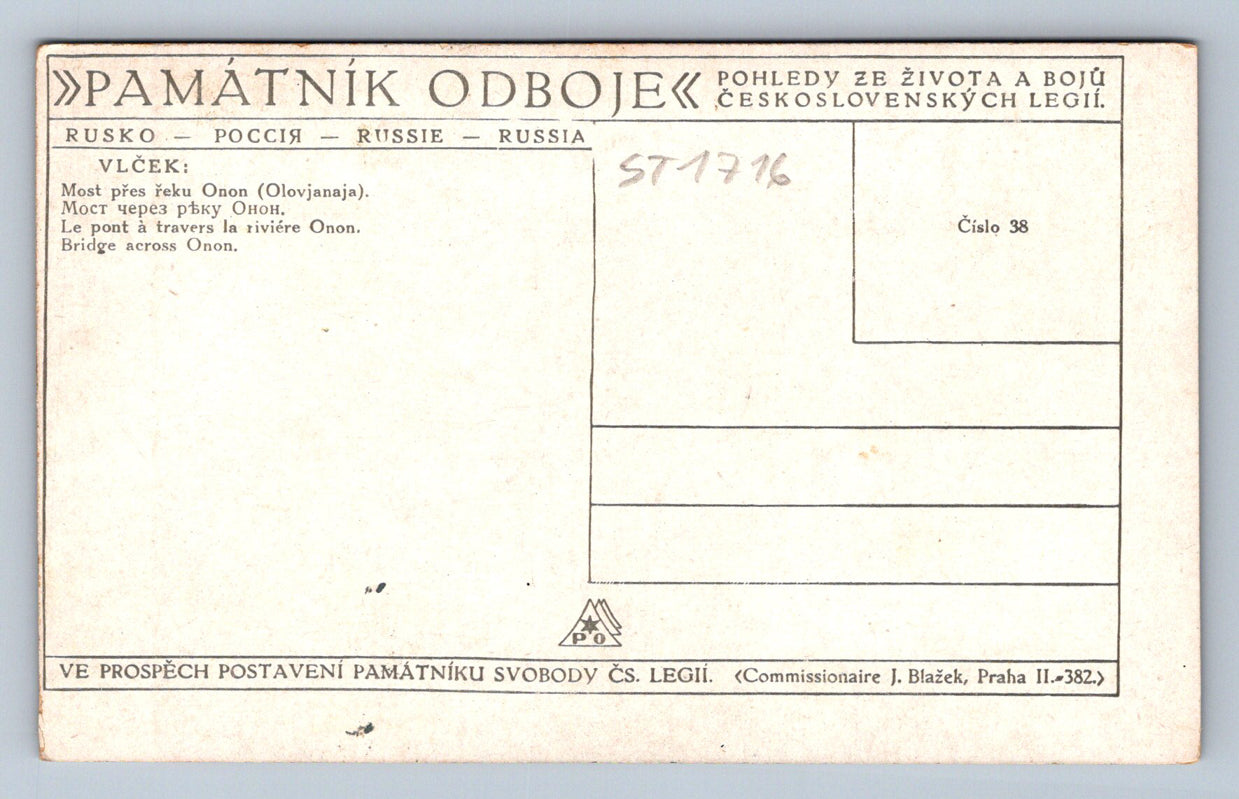 »PAMÁTNÍK ODBOJE«
POHLEDY ZE ŽIVOTA A BOJŮ
ČESKOSLOVENSKÝCH LEGIÍ.
RUSKO — РОССІЯ — RUSSIE — RUSSIA
VLČEK:
Most přes řeku Onon (Olovjanaja).
Мост через рѣку Онон.
Le pont à travers la riviére Onon.
Bridge across Onon.
ST1716
Číslo 38
PO
VE PROSPĚCH POSTAVENÍ PAMÁTNÍKU SVOBODY ČS. LEGIÍ. (Commissionaire J. Blažek, Praha II.-382.)